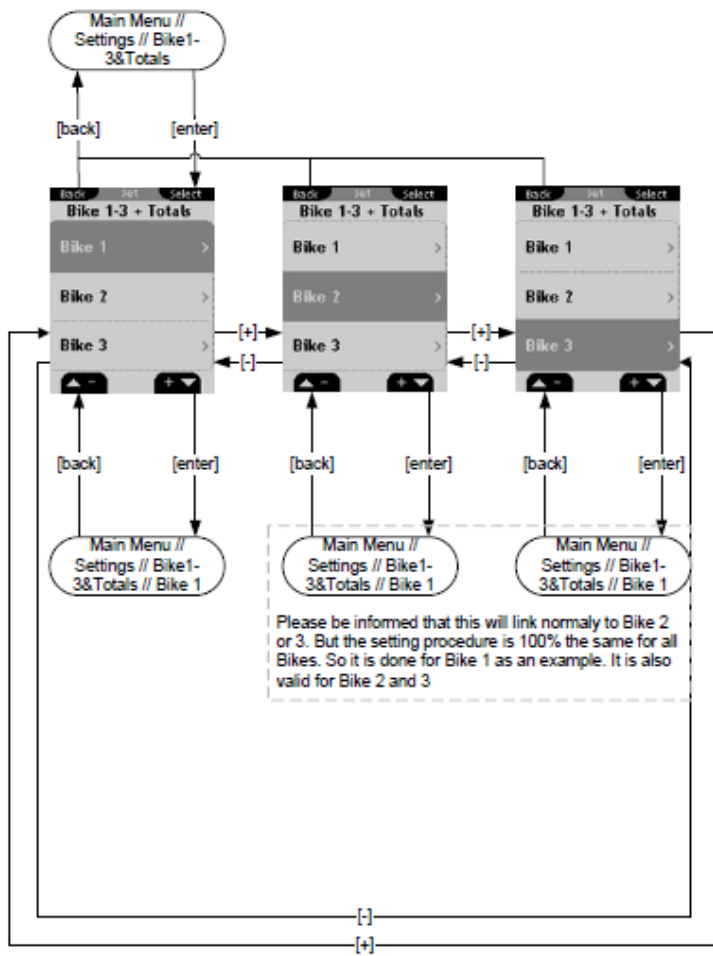 Main Menu //
Settings // Bike1-
3&Totals
[back]
[enter]
Back Set Select
Bike 1-3 + Totals
Bike 1 >
Bike 2 >
Bike 3 >
-
+
Back Set Select
Bike 1-3 + Totals
Bike 1 >
Bike 2 >
Bike 3 >
-
+
Back Set Select
Bike 1-3 + Totals
Bike 1 >
Bike 2 >
Bike 3 >
-
+
[+]
[-]
[+]
[-]
[back]
[enter]
[back]
[enter]
[back]
[enter]
Main Menu //
Settings // Bike1-
3&Totals // Bike 1
Main Menu //
Settings // Bike1-
3&Totals // Bike 1
Main Menu //
Settings // Bike1-
3&Totals // Bike 1
Please be informed that this will link normaly to Bike 2
or 3. But the setting procedure is 100% the same for all
Bikes. So it is done for Bike 1 as an example. It is also
valid for Bike 2 and 3
[-]
[+]